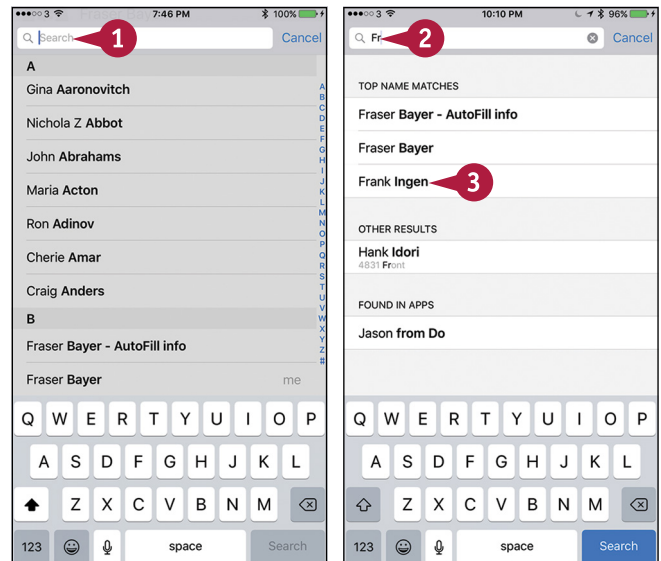 3 7:46 PM 100%
Search 1 Cancel
A
Gina Aaronovitch
Nichola Z Abbot
John Abrahams
Maria Acton
Ron Adinov
Cherie Amar
Craig Anders
B
Fraser Bayer - AutoFill info
Fraser Bayer me
A
B
C
D
E
F
G
H
I
J
K
L
M
N
O
P
Q
R
S
T
U
V
W
X
Y
Z
#
Q W E R T Y U I O P
A S D F G H J K L
Z X C V B N M
123 space Search
3 10:10 PM 96%
Fr 2 Cancel
TOP NAME MATCHES
Fraser Bayer - AutoFill info
Fraser Bayer
Frank Ingen 3
OTHER RESULTS
Hank Idori
4831 Front
FOUND IN APPS
Jason from Do
Q W E R T Y U I O P
A S D F G H J K L
Z X C V B N M
123 space Search